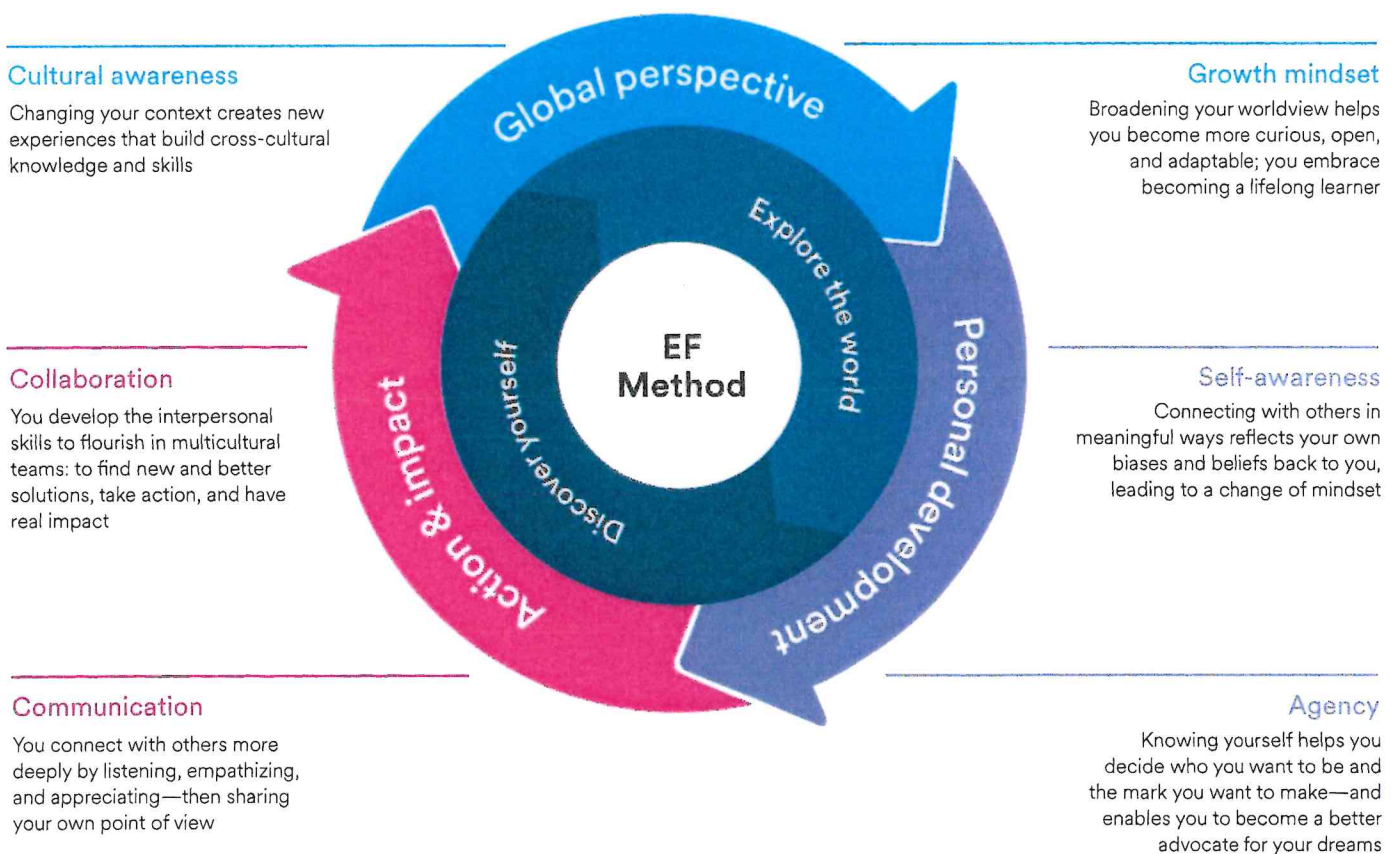 Global perspective
Cultural awareness
Changing your context creates new
experiences that build cross-cultural
knowledge and skills
Growth mindset
Broadening your worldview helps
you become more curious, open,
and adaptable; you embrace
becoming a lifelong learner
Explore the world
EF
Method
Discover yourself
Personal development
Action & impact
Collaboration
You develop the interpersonal
skills to flourish in multicultural
teams: to find new and better
solutions, take action, and have
real impact
Self-awareness
Connecting with others in
meaningful ways reflects your own
biases and beliefs back to you,
leading to a change of mindset
Communication
You connect with others more
deeply by listening, empathizing,
and appreciating—then sharing
your own point of view
Agency
Knowing yourself helps you
decide who you want to be and
the mark you want to make—and
enables you to become a better
advocate for your dreams